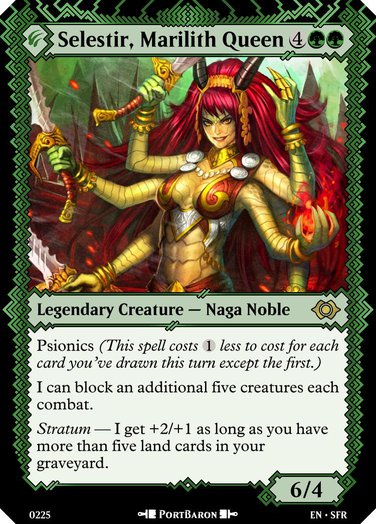 Selestir, Marilith Queen 4
Legendary Creature — Naga Noble
Psionics (This spell costs 1 less to cost for each
card you've drawn this turn except the first.)
I can block an additional five creatures each
combat.
Stratum — I get +2/+1 as long as you have
more than five land cards in your
graveyard.
6/4
0225
PortBaron
EN • SFR